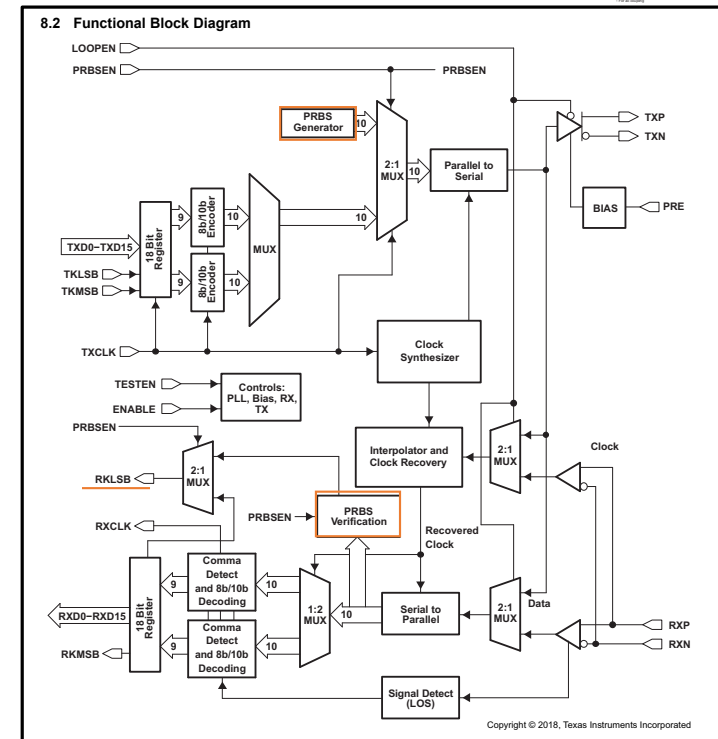 8.2 Functional Block Diagram
LOOPEN
PRBSEN
PRBSEN
PRBS
Generator
10
2:1
MUX
10
Parallel to
Serial
TXP
TXN
BIAS
PRE
TXD0–TXD15
TKLSB
TKMSB
18 Bit
Register
9
8b/10b
Encoder
10
9
8b/10b
Encoder
10
MUX
10
TXCLK
Clock
Synthesizer
TESTEN
ENABLE
Controls:
PLL, Bias, RX,
TX
PRBSEN
RKLSB
2:1
MUX
Interpolator and
Clock Recovery
2:1
MUX
Clock
PRBSEN
PRBS
Verification
Recovered
Clock
RXCLK
RXD0–RXD15
RKMSB
18 Bit
Register
9
Comma
Detect
and 8b/10b
Decoding
10
9
Comma
Detect
and 8b/10b
Decoding
10
1:2
MUX
10
Serial to
Parallel
2:1
MUX
Data
RXP
RXN
Signal Detect
(LOS)
Copyright © 2018, Texas Instruments Incorporated